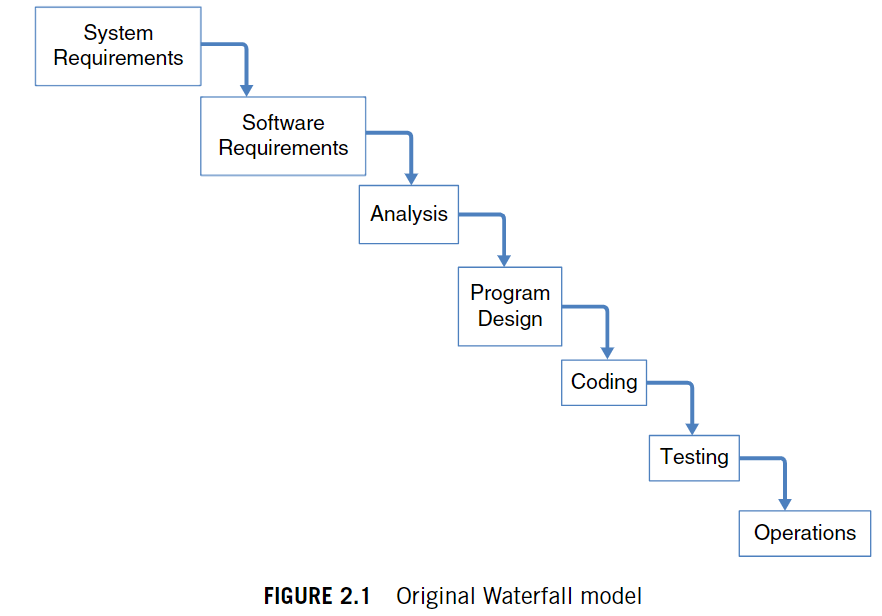 System
Requirements
Software
Requirements
Analysis
Program
Design
Coding
Testing
Operations
FIGURE 2.1 Original Waterfall model